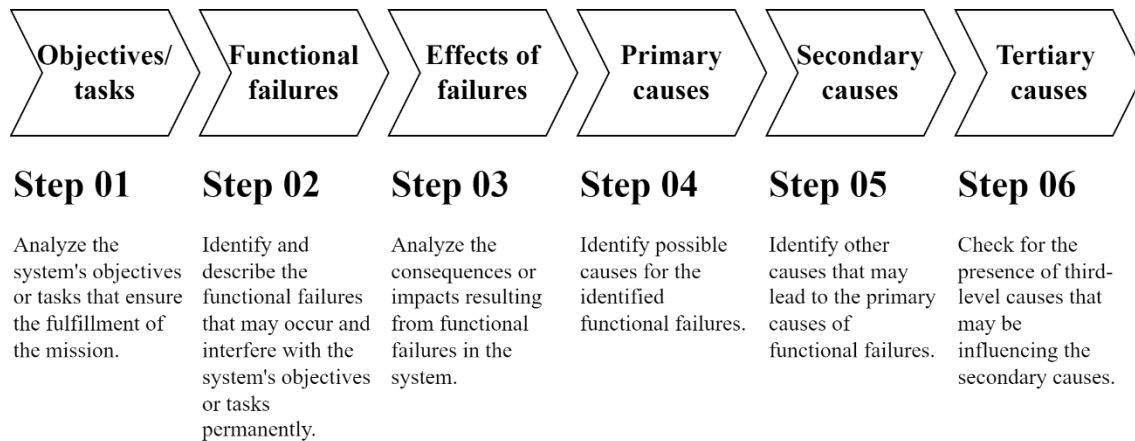 Objectives/
tasks
Functional
failures
Effects of
failures
Primary
causes
Secondary
causes
Tertiary
causes
Step 01
Analyze the
system's objectives
or tasks that ensure
the fulfillment of
the mission.
Step 02
Identify and
describe the
functional failures
that may occur and
interfere with the
system's objectives
or tasks
permanently.
Step 03
Analyze the
consequences or
impacts resulting
from functional
failures in the
system.
Step 04
Identify possible
causes for the
identified
functional failures.
Step 05
Identify other
causes that may
lead to the primary
causes of
functional failures.
Step 06
Check for the
presence of third-
level causes that
may be
influencing the
secondary causes.